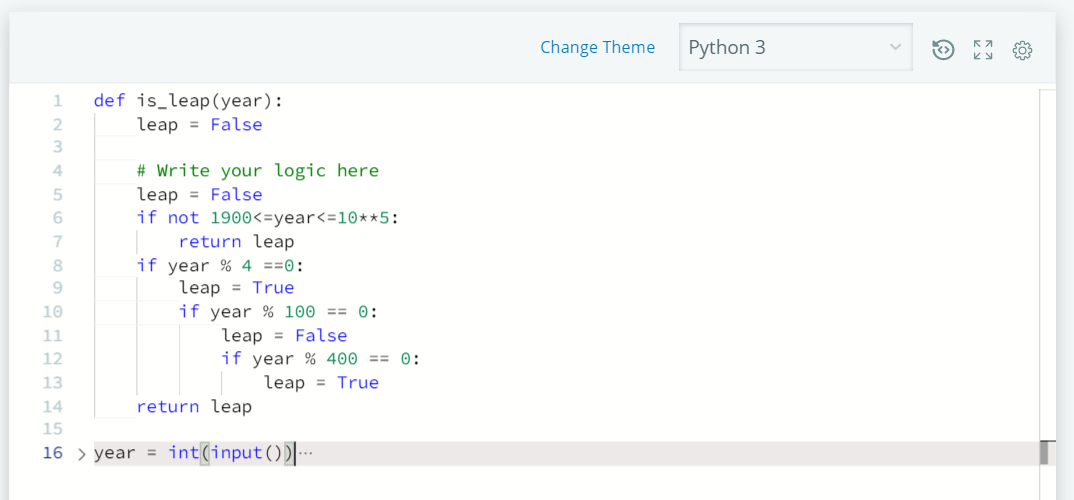 Change Theme Python 3
1 def is_leap(year):
2     leap = False
3
4     # Write your logic here
5     leap = False
6     if not 1900<=year<=10**5:
7         return leap
8     if year % 4 ==0:
9         leap = True
10         if year % 100 == 0:
11             leap = False
12             if year % 400 == 0:
13                 leap = True
14     return leap
15
16 > year = int(input())···